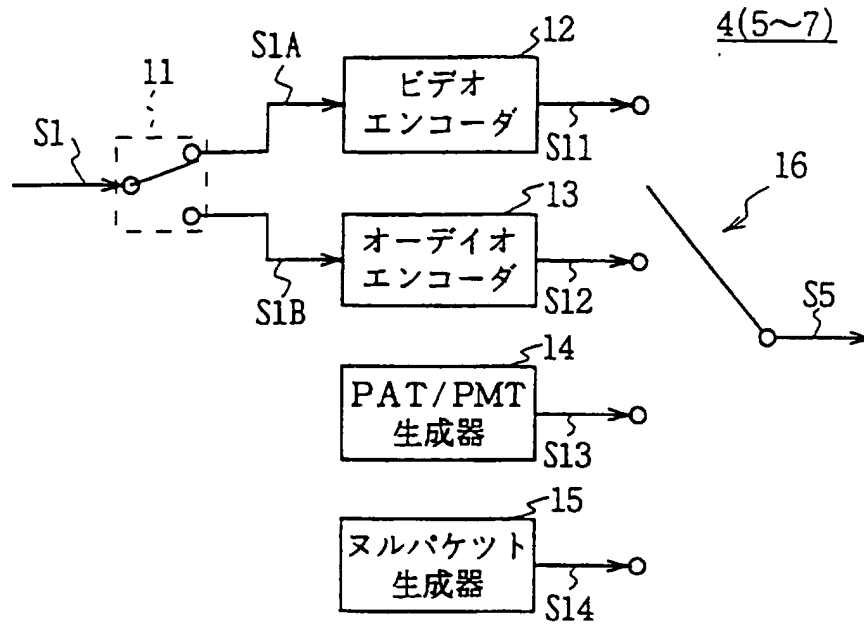 4(5～7)
12
S1A
ビデオ
エンコーダ
S11
11
S1
16
13
オーデイオ
エンコーダ
S12
S1B
S5
14
PAT/PMT
生成器
S13
15
ヌルパケット
生成器
S14